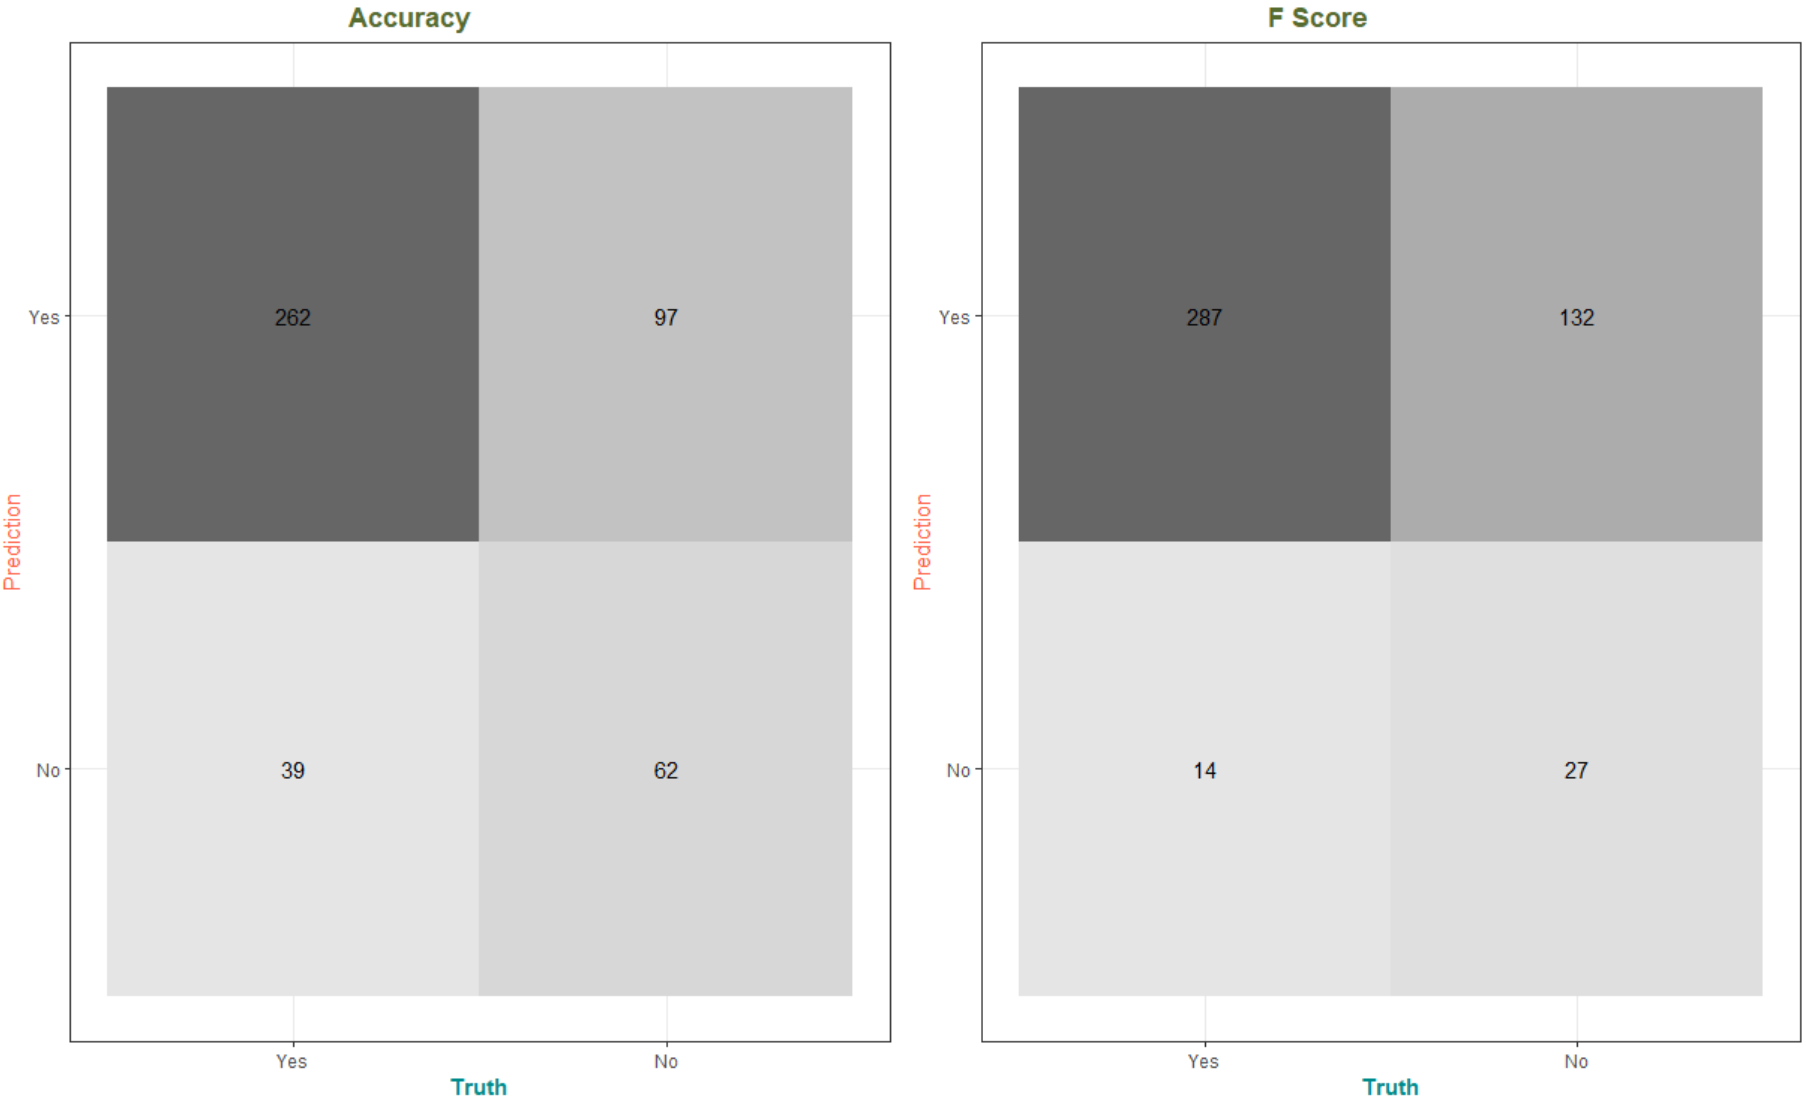 Accuracy
Prediction
Yes
262
97
No
39
62
Yes
No
Truth
F Score
Prediction
Yes
287
132
No
14
27
Yes
No
Truth